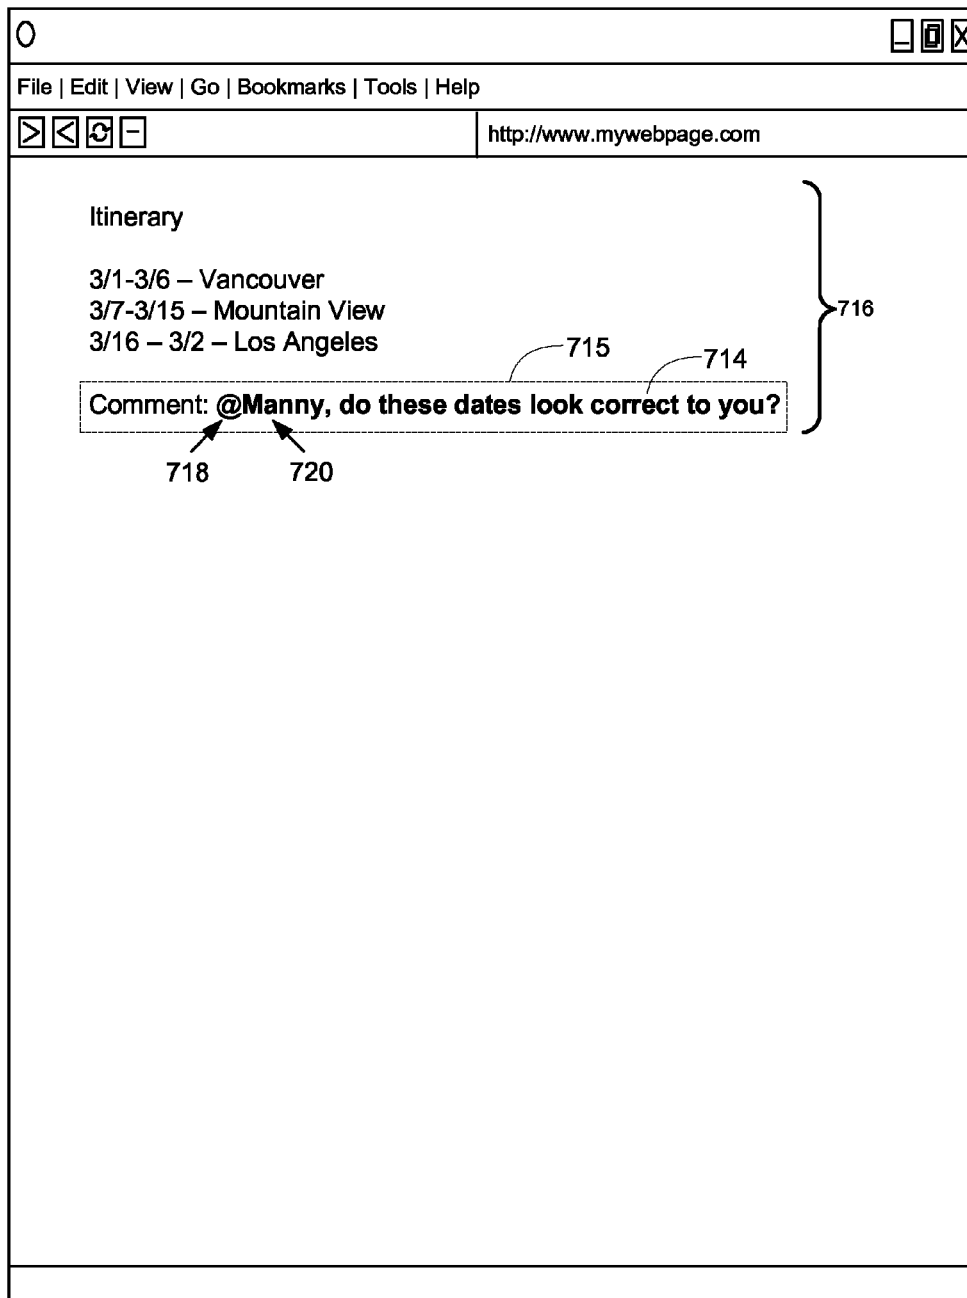 File | Edit | View | Go | Bookmarks | Tools | Help
http://www.mywebpage.com
Itinerary
3/1-3/6 – Vancouver
3/7-3/15 – Mountain View
3/16 – 3/2 – Los Angeles
716
715
714
Comment: @Manny, do these dates look correct to you?
718
720